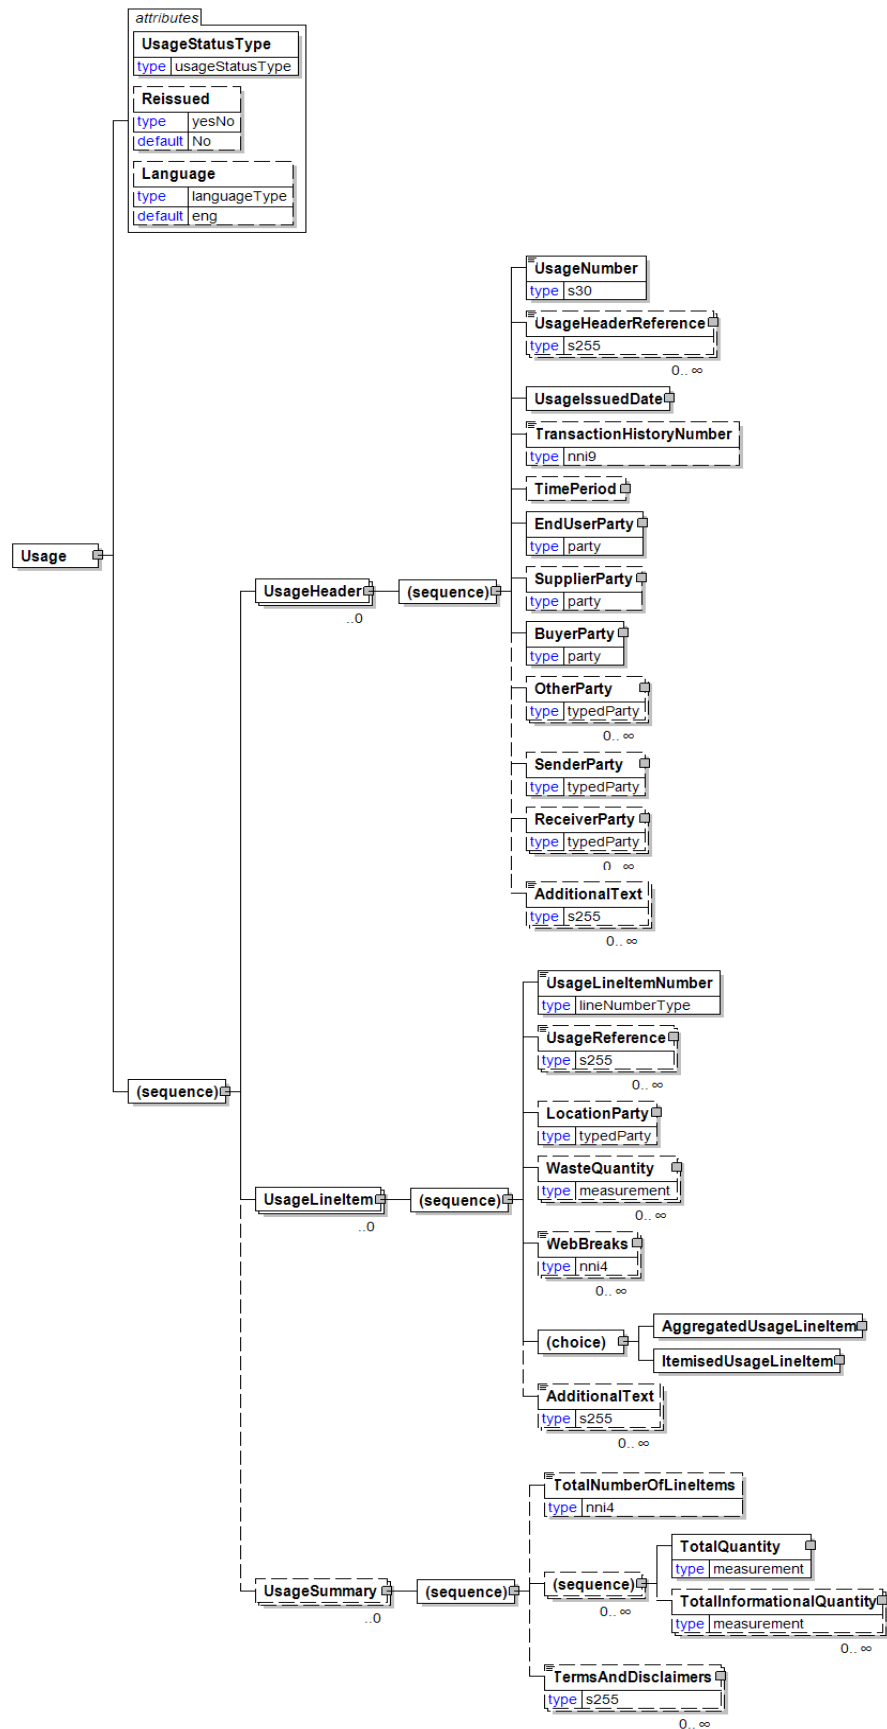 attributes
UsageStatusType
type usageStatusType
Reissued
type yesNo
default No
Language
type languageType
default eng
Usage
UsageHeader
..0
(sequence)
UsageNumber
type s30
UsageHeaderReference
type s255
0.. ∞
UsageIssuedDate
TransactionHistoryNumber
type nni9
TimePeriod
EndUserParty
type party
SupplierParty
type party
BuyerParty
type party
OtherParty
type typedParty
0.. ∞
SenderParty
type typedParty
ReceiverParty
type typedParty
0.. ∞
AdditionalText
type s255
0.. ∞
(sequence)
UsageLineItem
..0
(sequence)
UsageLineItemNumber
type lineNumberType
UsageReference
type s255
0.. ∞
LocationParty
type typedParty
WasteQuantity
type measurement
0.. ∞
WebBreaks
type nni4
0.. ∞
(choice)
AggregatedUsageLineItem
ItemisedUsageLineItem
AdditionalText
type s255
0.. ∞
UsageSummary
..0
(sequence)
TotalNumberOfLineItems
type nni4
(sequence)
0.. ∞
TotalQuantity
type measurement
TotalInformationalQuantity
type measurement
0.. ∞
TermsAndDisclaimers
type s255
0.. ∞